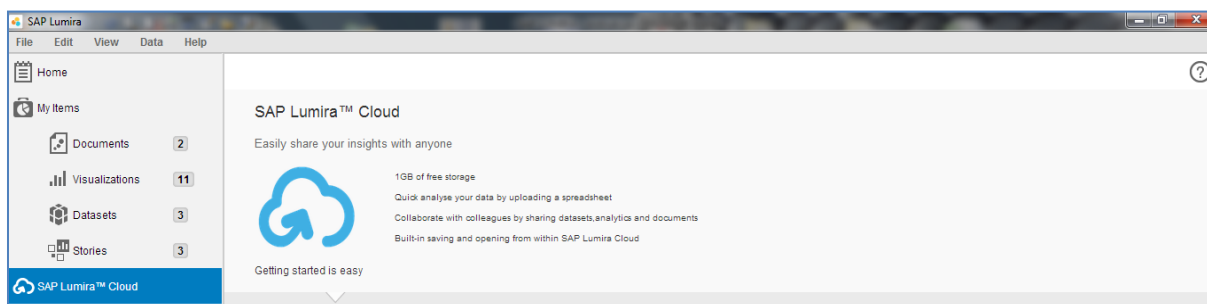 SAP Lumira
File Edit View Data Help
Home
My Items
Documents 2
Visualizations 11
Datasets 3
Stories 3
SAP Lumira™ Cloud
?
SAP Lumira™ Cloud
Easily share your insights with anyone
1GB of free storage
Quick analyse your data by uploading a spreadsheet
Collaborate with colleagues by sharing datasets,analytics and documents
Built-in saving and opening from within SAP Lumira Cloud
Getting started is easy